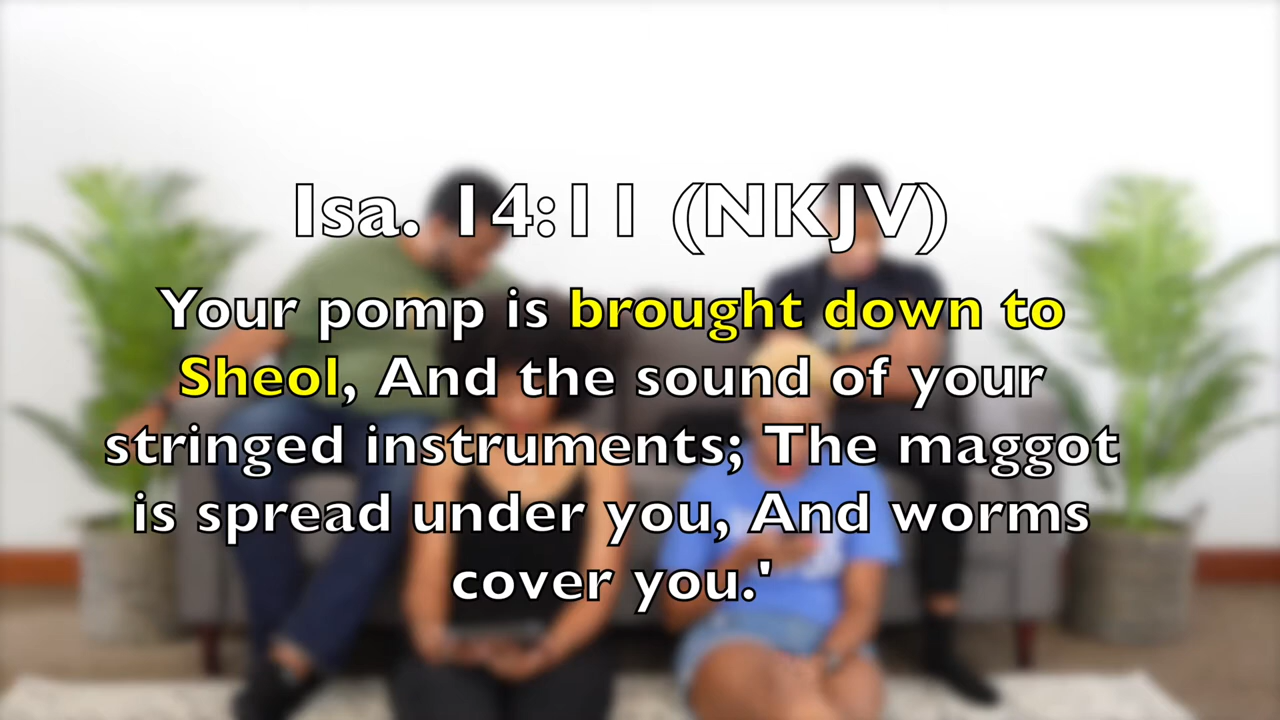 Isa. 14:11 (NKJV)
Your pomp is brought down to
Sheol, And the sound of your
stringed instruments; The maggot
is spread under you, And worms
cover you.'